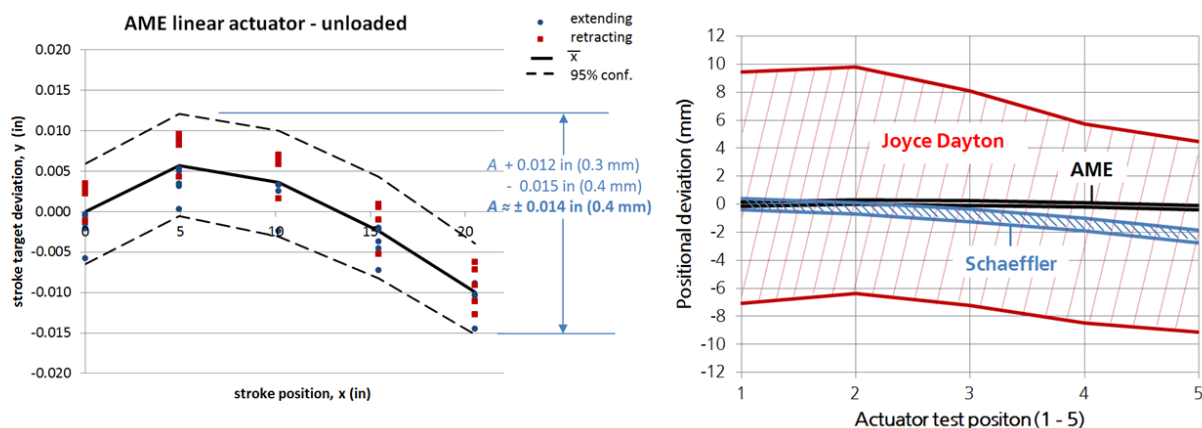 AME linear actuator - unloaded
extending
retracting
x
95% conf.
stroke target deviation, y (in)
0.020
0.015
0.010
0.005
0.000
-0.005
-0.010
-0.015
-0.020
0
5
10
15
20
A + 0.012 in (0.3 mm)
- 0.015 in (0.4 mm)
A ≈ ± 0.014 in (0.4 mm)
stroke position, x (in)
Positional deviation (mm)
12
10
8
6
4
2
0
-2
-4
-6
-8
-10
-12
Joyce Dayton
AME
Schaeffler
1
2
3
4
5
Actuator test positon (1 - 5)